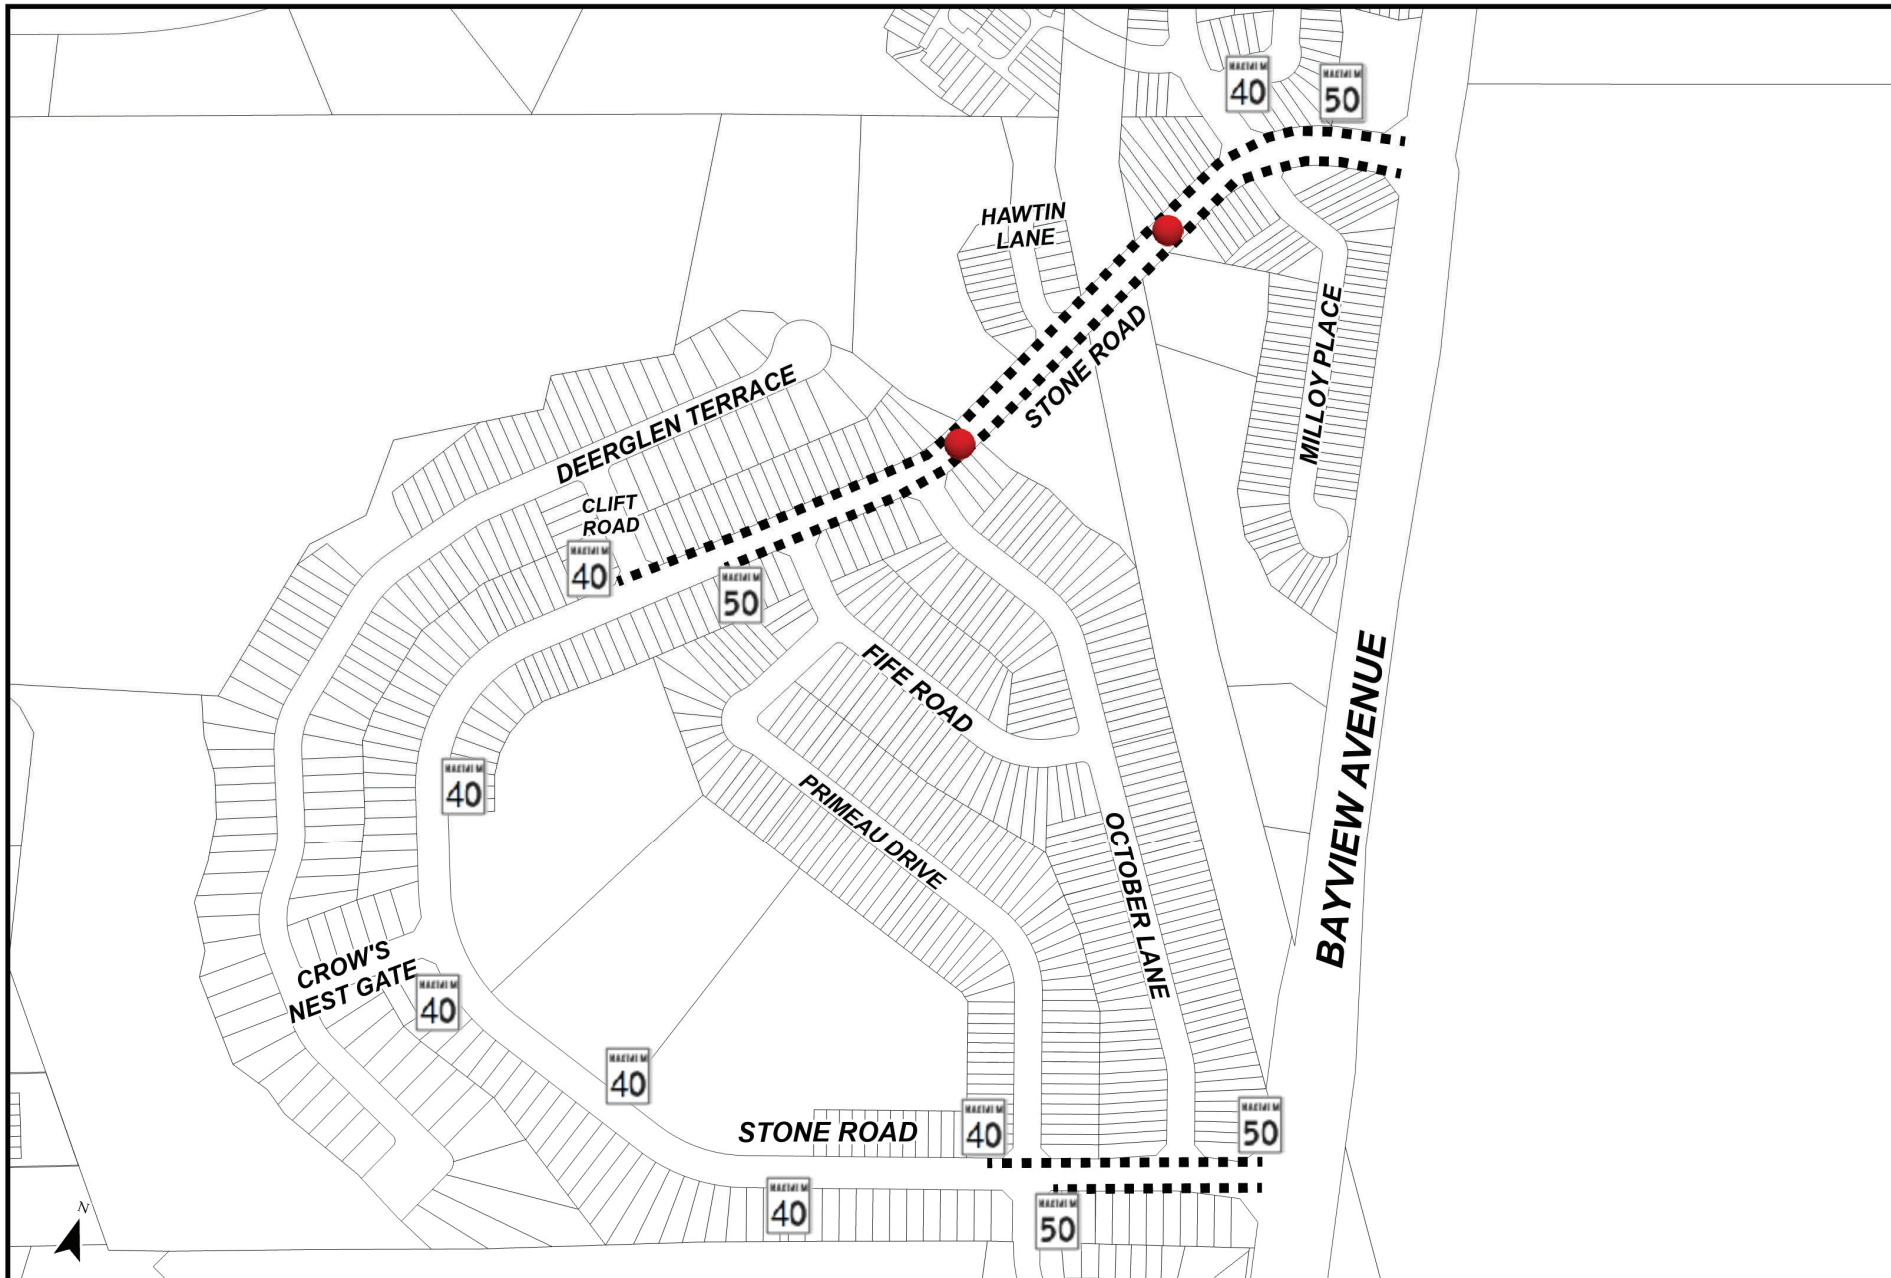 40
50
HAWTIN
LANE
STONE ROAD
MILLOY PLACE
DEERGLEN TERRACE
CLIFT
ROAD
40
50
FIFE ROAD
BAYVIEW AVENUE
40
PRIMEAU DRIVE
OCTOBER LANE
CROW'S
NEST GATE
40
40
STONE ROAD
40
50
40
50
N